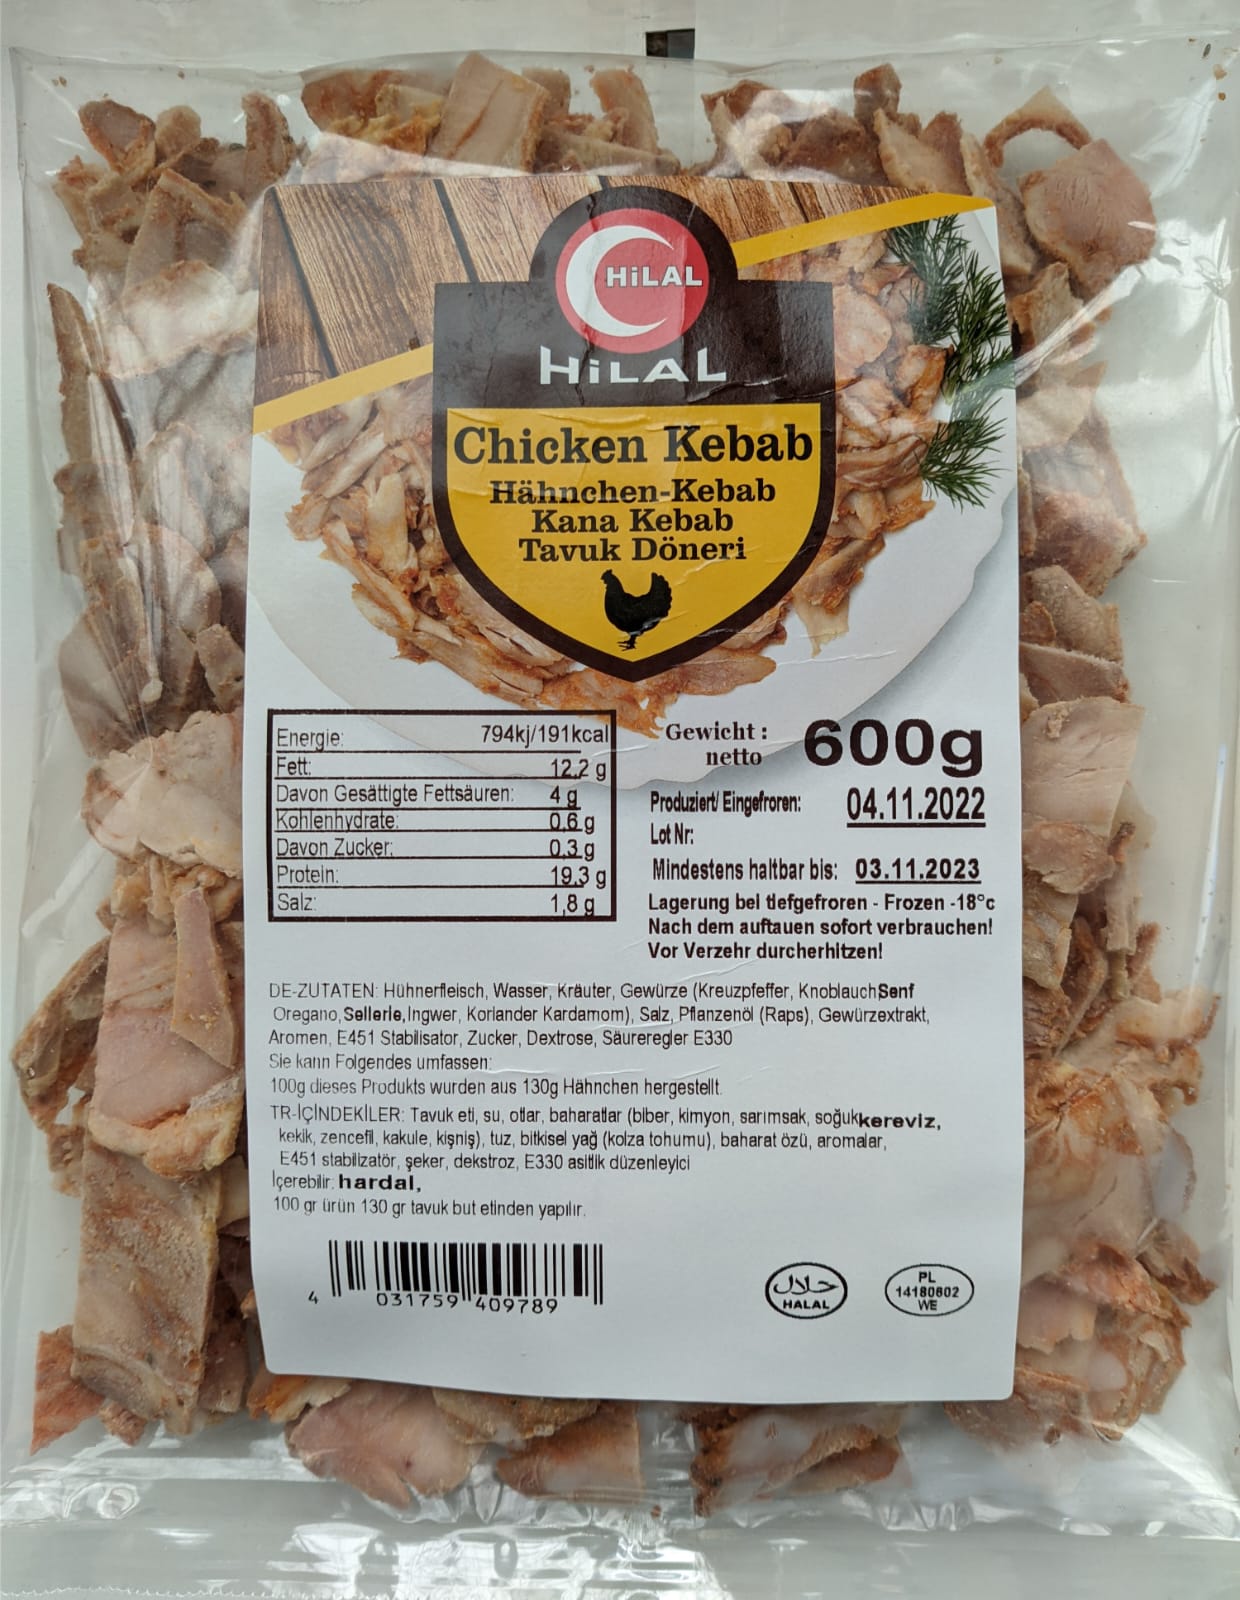 HiLAL
HiLAL
Chicken Kebab
Hähnchen-Kebab
Kana Kebab
Tavuk Döneri
Energie: 794kj/191kcal
Fett: 12,2 g
Davon Gesättigte Fettsäuren: 4 g
Kohlenhydrate: 0,6 g
Davon Zucker: 0,3 g
Protein: 19,3 g
Salz: 1,8 g
Gewicht : netto 600g
Produziert/ Eingefroren: 04.11.2022
Lot Nr:
Mindestens haltbar bis: 03.11.2023
Lagerung bei tiefgefroren - Frozen -18°c
Nach dem auftauen sofort verbrauchen!
Vor Verzehr durcherhitzen!
DE-ZUTATEN: Hühnerfleisch, Wasser, Kräuter, Gewürze (Kreuzpfeffer, Knoblauch Senf
Oregano, Sellerie, Ingwer, Koriander Kardamom), Salz, Pflanzenöl (Raps), Gewürzextrakt,
Aromen, E451 Stabilisator, Zucker, Dextrose, Säureregler E330
Sie kann Folgendes umfassen:
100g dieses Produkts wurden aus 130g Hähnchen hergestellt.
TR-İÇİNDEKİLER: Tavuk eti, su, otlar, baharatlar (biber, kimyon, sarımsak, soğuk kereviz,
kekik, zencefil, kakule, kişniş), tuz, bitkisel yağ (kolza tohumu), baharat özü, aromalar,
E451 stabilizatör, şeker, dekstroz, E330 asitlik düzenleyici
İçerebilir: hardal,
100 gr ürün 130 gr tavuk but etinden yapılır.
4 031759 409789
حلال
HALAL
PL
14180602
WE